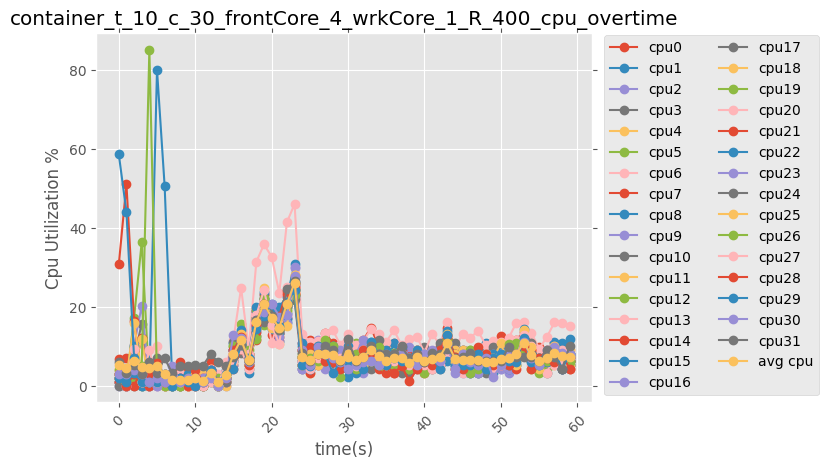 container_t_10_c_30_frontCore_4_wrkCore_1_R_400_cpu_overtime
Cpu Utilization %
80
60
40
20
0
0
10
20
30
40
50
60
time(s)
cpu0
cpu1
cpu2
cpu3
cpu4
cpu5
cpu6
cpu7
cpu8
cpu9
cpu10
cpu11
cpu12
cpu13
cpu14
cpu15
cpu16
cpu17
cpu18
cpu19
cpu20
cpu21
cpu22
cpu23
cpu24
cpu25
cpu26
cpu27
cpu28
cpu29
cpu30
cpu31
avg cpu